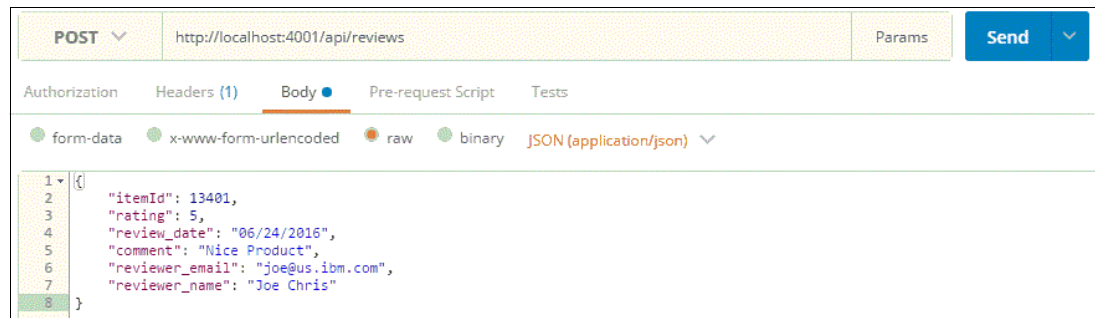 POST http://localhost:4001/api/reviews Params Send
Authorization Headers (1) Body Pre-request Script Tests
form-data x-www-form-urlencoded raw binary JSON (application/json)
1 {
2 "itemId": 13401,
3 "rating": 5,
4 "review_date": "06/24/2016",
5 "comment": "Nice Product",
6 "reviewer_email": "joe@us.ibm.com",
7 "reviewer_name": "Joe Chris"
8 }